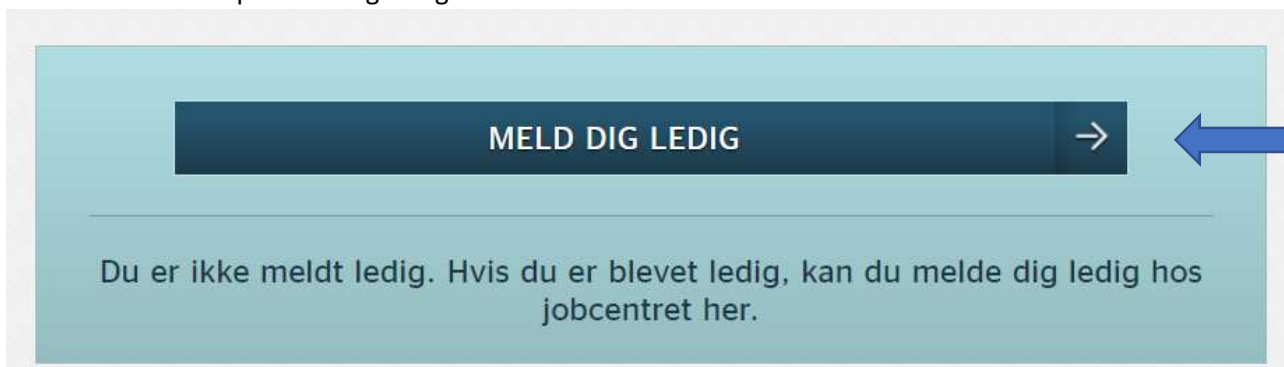 MELD DIG LEDIG
Du er ikke meldt ledig. Hvis du er blevet ledig, kan du melde dig ledig hos
jobcentret her.